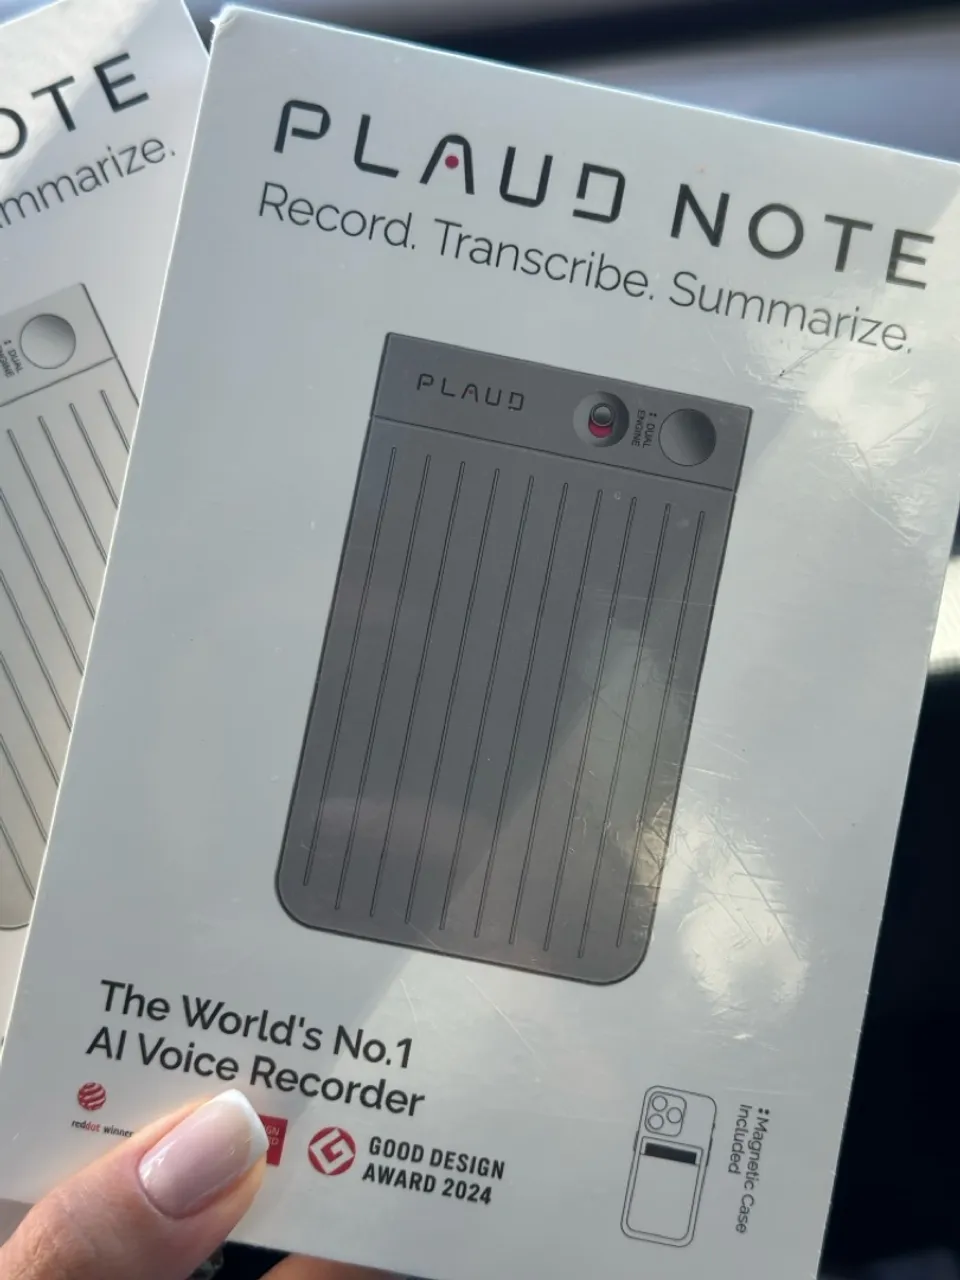 OTE
mmarize.
DUAL
ENGINE
PLAUD NOTE
Record. Transcribe. Summarize.
PLAUD
DUAL
ENGINE
The World's No.1
AI Voice Recorder
reddot winner
GOOD DESIGN
AWARD 2024
Magnetic Case
Included